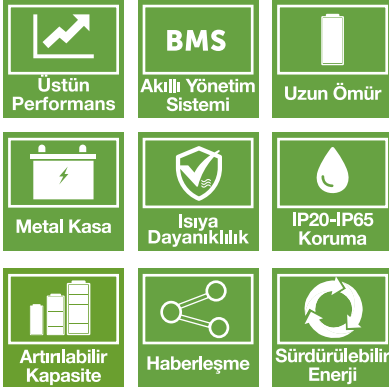 Üstün
Performans
BMS
Akıllı Yönetim
Sistemi
Uzun Ömür
Metal Kasa
Isıya
Dayanıklılık
IP20-IP65
Koruma
Artırılabilir
Kapasite
Haberleşme
Sürdürülebilir
Enerji